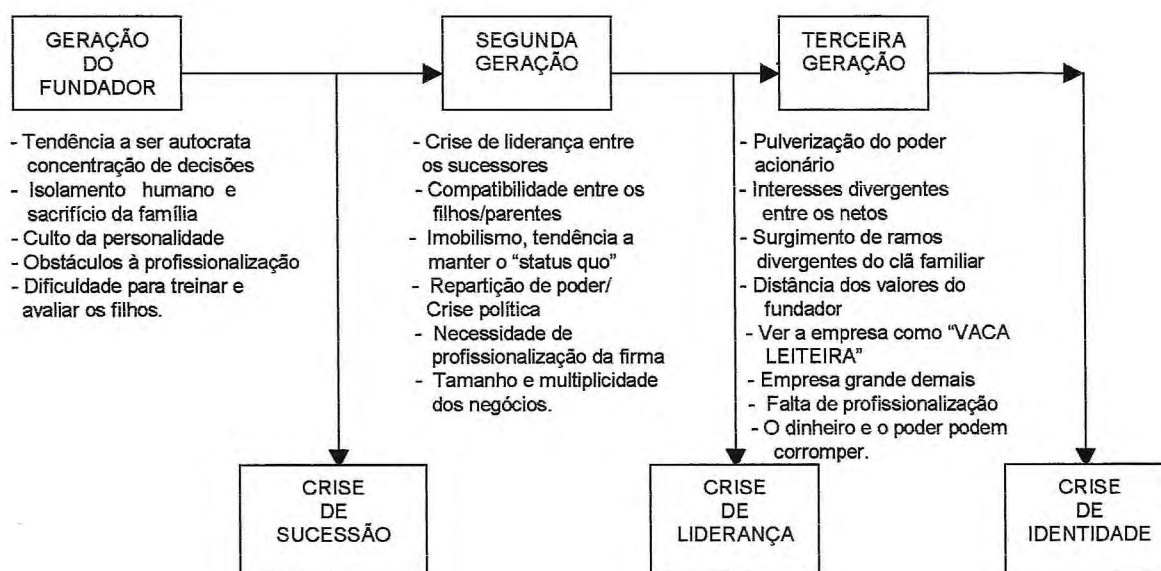 GERAÇÃO
DO
FUNDADOR
- Tendência a ser autocrata
concentração de decisões
- Isolamento humano e
sacrifício da família
- Culto da personalidade
- Obstáculos à profissionalização
- Dificuldade para treinar e
avaliar os filhos.
SEGUNDA
GERAÇÃO
- Crise de liderança entre
os sucessores
- Compatibilidade entre os
filhos/parentes
- Imobilismo, tendência a
manter o “status quo”
- Repartição de poder/
Crise política
- Necessidade de
profissionalização da firma
- Tamanho e multiplicidade
dos negócios.
TERCEIRA
GERAÇÃO
- Pulverização do poder
acionário
- Interesses divergentes
entre os netos
- Surgimento de ramos
divergentes do clã familiar
- Distância dos valores do
fundador
- Ver a empresa como “VACA
LEITEIRA”
- Empresa grande demais
- Falta de profissionalização
- O dinheiro e o poder podem
corromper.
CRISE
DE
SUCESSÃO
CRISE
DE
LIDERANÇA
CRISE
DE
IDENTIDADE